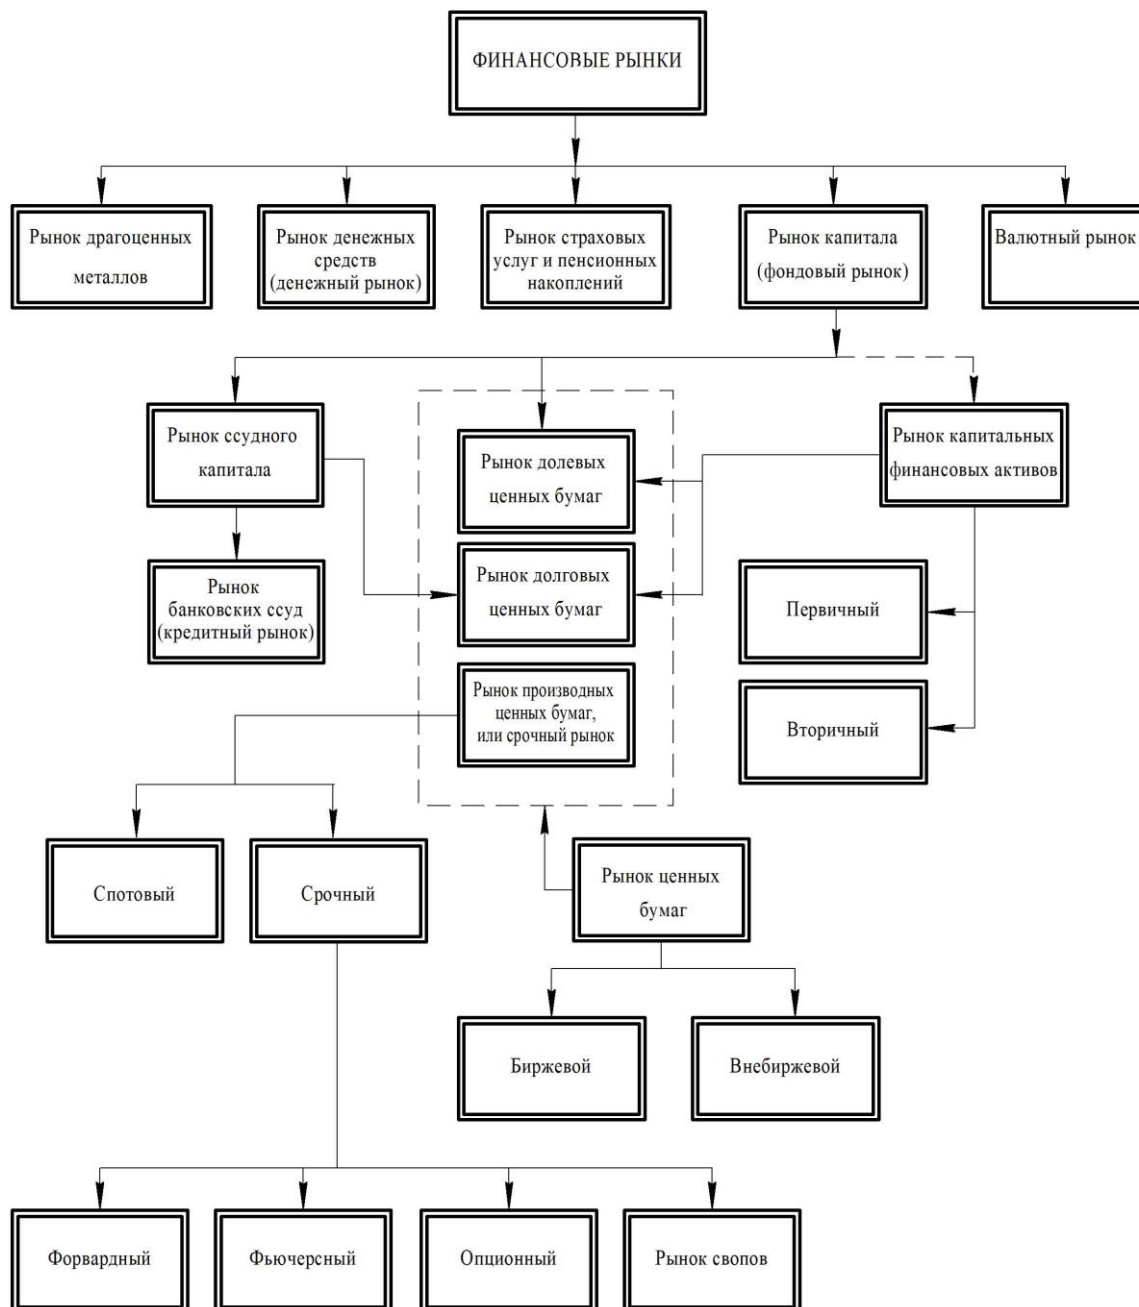 ФИНАНСОВЫЕ РЫНКИ
Рынок драгоценных
металлов
Рынок денежных
средств
(денежный рынок)
Рынок страховых
услуг и пенсионных
накоплений
Рынок капитала
(фондовый рынок)
Валютный рынок
Рынок ссудного
капитала
Рынок долевых
ценных бумаг
Рынок капитальных
финансовых активов
Рынок
банковских ссуд
(кредитный рынок)
Рынок долговых
ценных бумаг
Первичный
Рынок производных
ценных бумаг,
или срочный рынок
Вторичный
Спотовый
Срочный
Рынок ценных
бумаг
Биржевой
Внебиржевой
Форвардный
Фьючерсный
Опционный
Рынок свопов